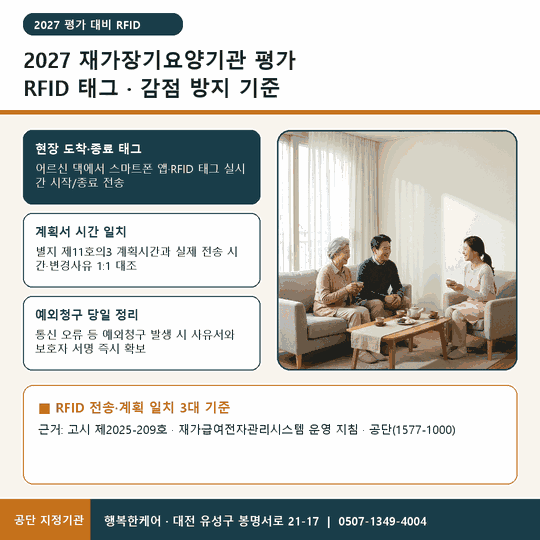 2027 평가 대비 RFID
2027 재가장기요양기관 평가
RFID 태그 · 감점 방지 기준
현장 도착·종료 태그
어르신 댁에서 스마트폰 앱·RFID 태그 실시
간 시작/종료 전송
계획서 시간 일치
별지 제11호의3 계획시간과 실제 전송 시
간·변경사유 1:1 대조
예외청구 당일 정리
통신 오류 등 예외청구 발생 시 사유서와
보호자 서명 즉시 확보
■ RFID 전송·계획 일치 3대 기준
근거: 고시 제2025-209호 · 재가급여전자관리시스템 운영 지침 · 공단(1577-1000)
공단 지정기관
행복한케어 · 대전 유성구 봉명서로 21-17 | 0507-1349-4004